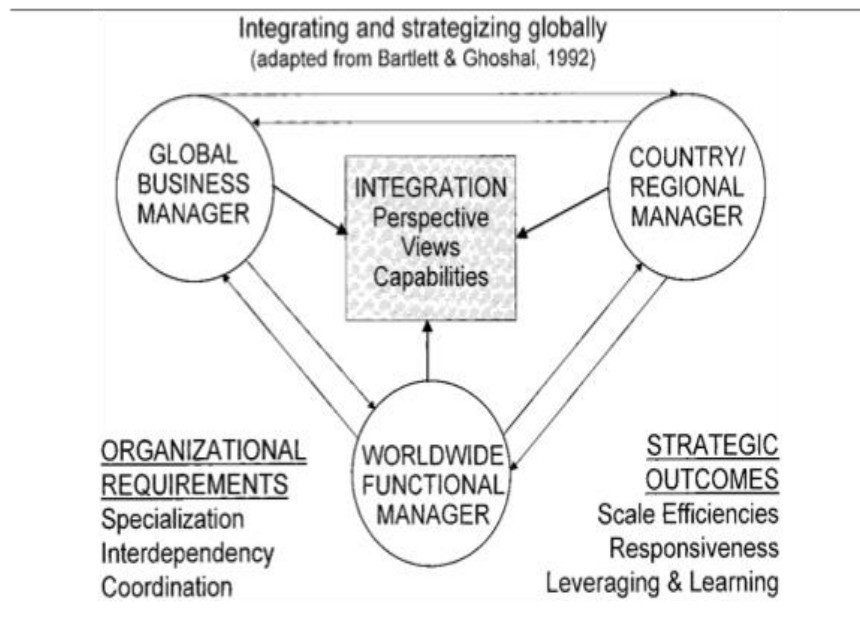 Integrating and strategizing globally
(adapted from Bartlett & Ghoshal, 1992)
GLOBAL
BUSINESS
MANAGER
INTEGRATION
Perspective
Views
Capabilities
COUNTRY/
REGIONAL
MANAGER
WORLDWIDE
FUNCTIONAL
MANAGER
ORGANIZATIONAL
REQUIREMENTS
Specialization
Interdependency
Coordination
STRATEGIC
OUTCOMES
Scale Efficiencies
Responsiveness
Leveraging & Learning